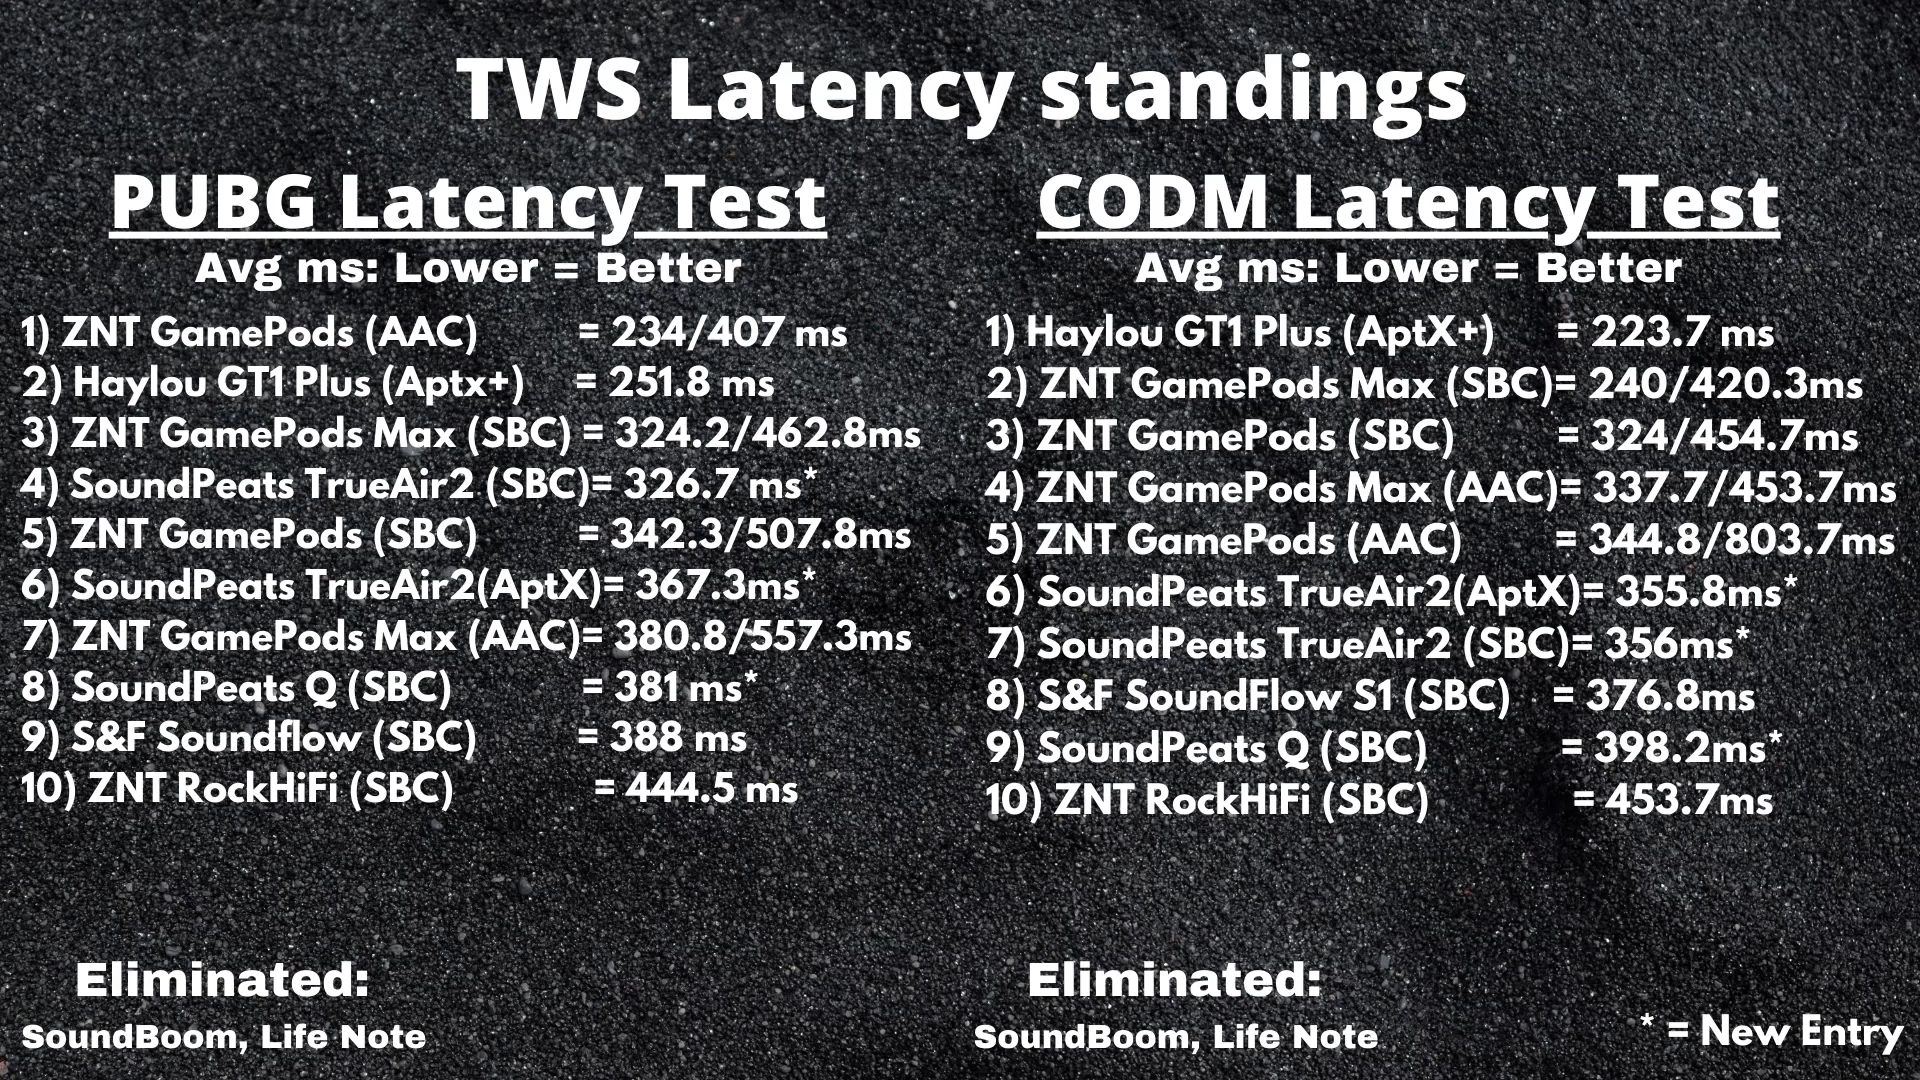 TWS Latency standings
PUBG Latency Test
Avg ms: Lower = Better
1) ZNT GamePods (AAC) = 234/407 ms
2) Haylou GT1 Plus (Aptx+) = 251.8 ms
3) ZNT GamePods Max (SBC) = 324.2/462.8ms
4) SoundPeats TrueAir2 (SBC)= 326.7 ms*
5) ZNT GamePods (SBC) = 342.3/507.8ms
6) SoundPeats TrueAir2(AptX)= 367.3ms*
7) ZNT GamePods Max (AAC)= 380.8/557.3ms
8) SoundPeats Q (SBC) = 381 ms*
9) S&F Soundflow (SBC) = 388 ms
10) ZNT RockHiFi (SBC) = 444.5 ms
Eliminated:
SoundBoom, Life Note
CODM Latency Test
Avg ms: Lower = Better
1) Haylou GT1 Plus (AptX+) = 223.7 ms
2) ZNT GamePods Max (SBC)= 240/420.3ms
3) ZNT GamePods (SBC) = 324/454.7ms
4) ZNT GamePods Max (AAC)= 337.7/453.7ms
5) ZNT GamePods (AAC) = 344.8/803.7ms
6) SoundPeats TrueAir2(AptX)= 355.8ms*
7) SoundPeats TrueAir2 (SBC)= 356ms*
8) S&F SoundFlow S1 (SBC) = 376.8ms
9) SoundPeats Q (SBC) = 398.2ms*
10) ZNT RockHiFi (SBC) = 453.7ms
Eliminated:
SoundBoom, Life Note
* = New Entry